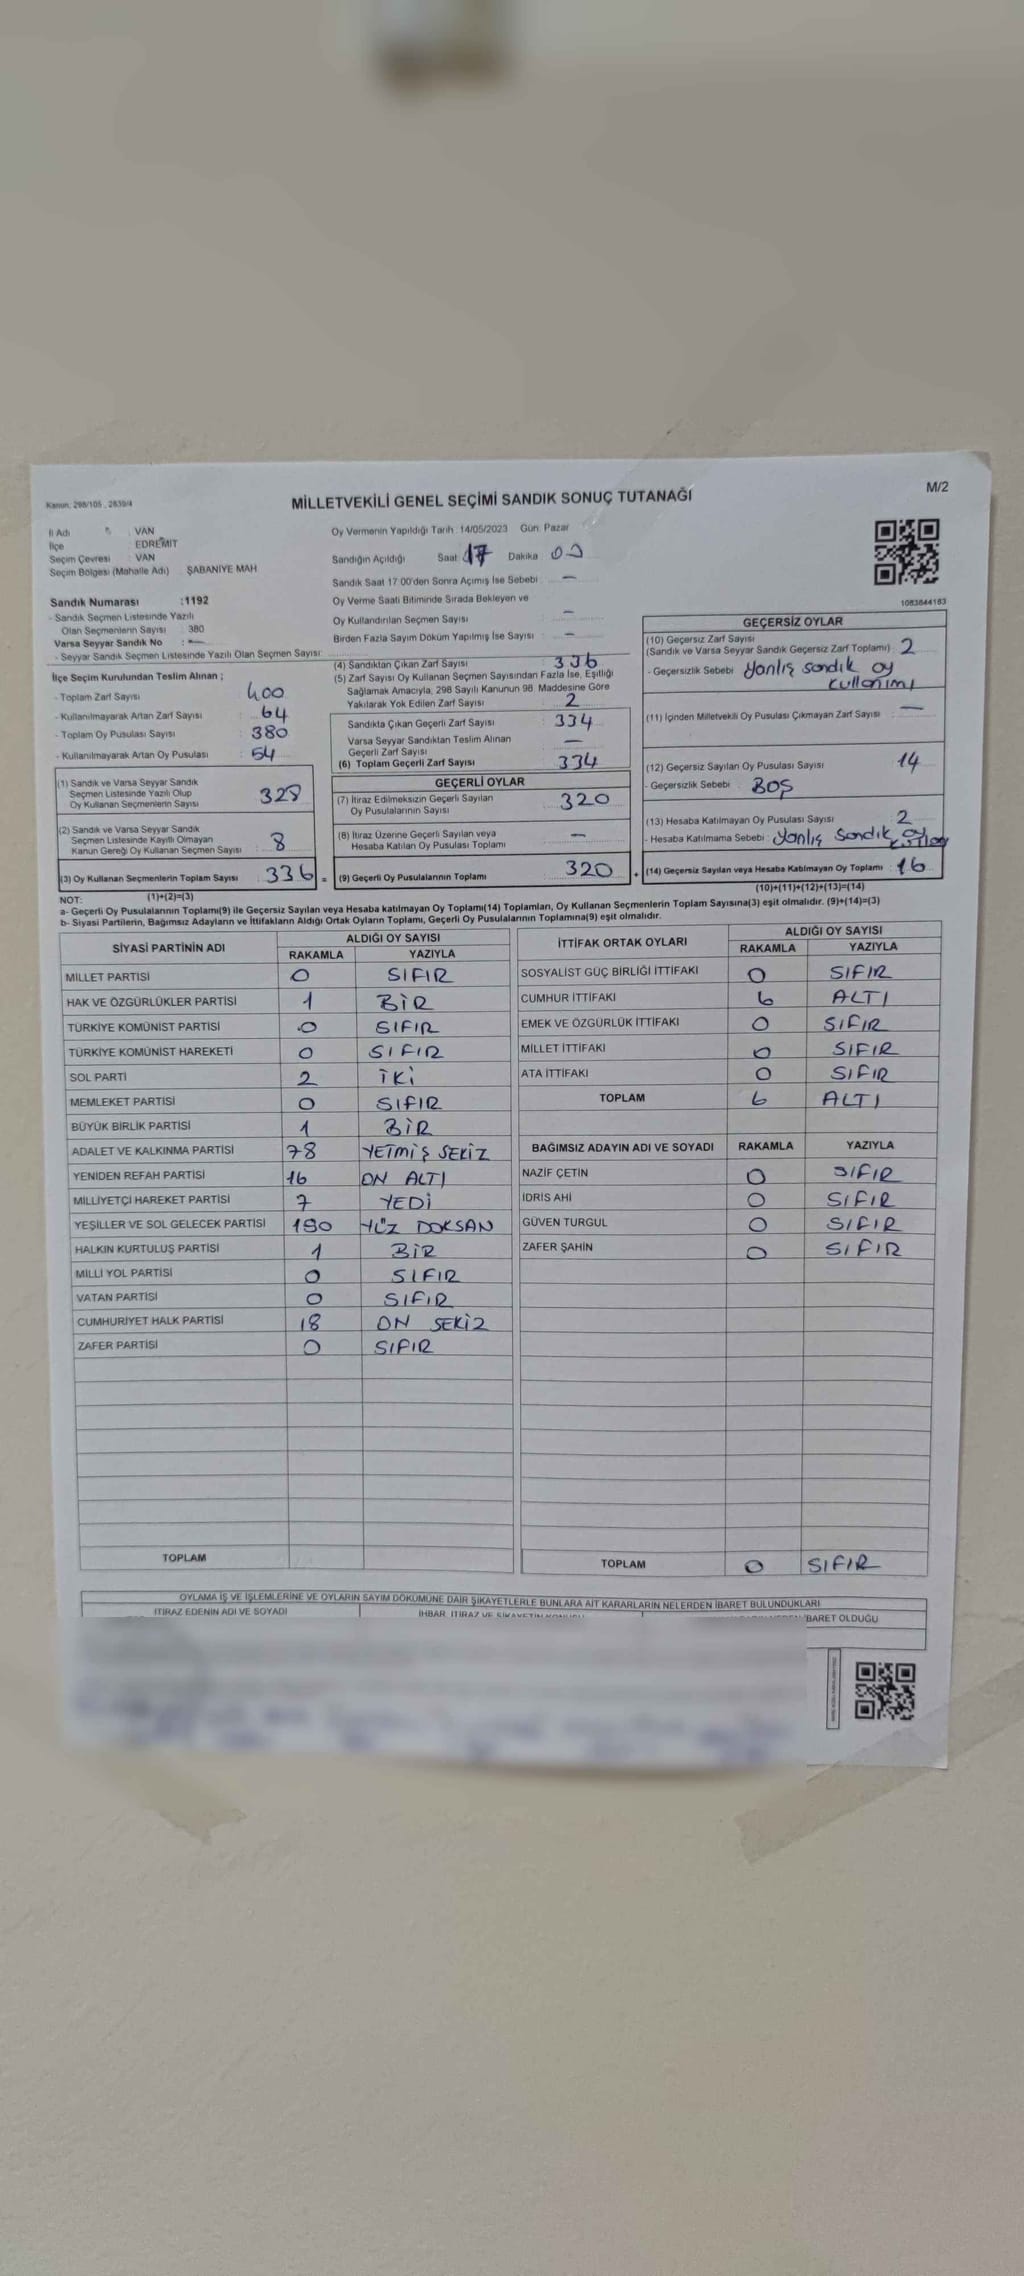 Kanun: 298/105 , 2839/4
M/2
MİLLETVEKİLİ GENEL SEÇİMİ SANDIK SONUÇ TUTANAĞI
İl Adı : VAN
İlçe : EDREMİT
Seçim Çevresi : VAN
Seçim Bölgesi (Mahalle Adı) ŞABANİYE MAH
Sandık Numarası :1192
- Sandık Seçmen Listesinde Yazılı
Olan Seçmenlerin Sayısı : 380
Varsa Seyyar Sandık No : —
- Seyyar Sandık Seçmen Listesinde Yazılı Olan Seçmen Sayısı:
İlçe Seçim Kurulundan Teslim Alınan ;
- Toplam Zarf Sayısı : 400
- Kullanılmayarak Artan Zarf Sayısı : 64
- Toplam Oy Pusulası Sayısı : 380
- Kullanılmayarak Artan Oy Pusulası : 54
(1) Sandık ve Varsa Seyyar Sandık
Seçmen Listesinde Yazılı Olup
Oy Kullanan Seçmenlerin Sayısı 328
(2) Sandık ve Varsa Seyyar Sandık
Seçmen Listesinde Kayıtlı Olmayan
Kanun Gereği Oy Kullanan Seçmen Sayısı : 8
(3) Oy Kullanan Seçmenlerin Toplam Sayısı : 336 =
(1)+(2)=(3)
Oy Vermenin Yapıldığı Tarih :14/05/2023 Gün: Pazar
Sandığın Açıldığı Saat : 17 Dakika : 00
Sandık Saat 17:00'den Sonra Açmış İse Sebebi : —
Oy Verme Saati Bitiminde Sırada Bekleyen ve
Oy Kullandırılan Seçmen Sayısı : —
Birden Fazla Sayım Döküm Yapılmış İse Sayısı : —
(4) Sandıktan Çıkan Zarf Sayısı : 336
(5) Zarf Sayısı Oy Kullanan Seçmen Sayısından Fazla İse, Eşitliği
Sağlamak Amacıyla, 298 Sayılı Kanunun 98. Maddesine Göre
Yakılarak Yok Edilen Zarf Sayısı : 2
Sandıkta Çıkan Geçerli Zarf Sayısı : 334
Varsa Seyyar Sandıktan Teslim Alınan
Geçerli Zarf Sayısı : —
(6) Toplam Geçerli Zarf Sayısı : 334
GEÇERLİ OYLAR
(7) İtiraz Edilmeksizin Geçerli Sayılan
Oy Pusulalarının Sayısı : 320
(8) İtiraz Üzerine Geçerli Sayılan veya
Hesaba Katılan Oy Pusulası Toplamı : —
(9) Geçerli Oy Pusulalarının Toplamı : 320 +
1083844183
GEÇERSİZ OYLAR
(10) Geçersiz Zarf Sayısı
(Sandık ve Varsa Seyyar Sandık Geçersiz Zarf Toplamı) : 2
- Geçersizlik Sebebi : Yanlış sandık oy
kullanımı
(11) İçinden Milletvekili Oy Pusulası Çıkmayan Zarf Sayısı : —
(12) Geçersiz Sayılan Oy Pusulası Sayısı : 14
- Geçersizlik Sebebi : BOŞ
(13) Hesaba Katılmayan Oy Pusulası Sayısı : 2
- Hesaba Katılmama Sebebi : Yanlış Sandık oy
(14) Geçersiz Sayılan veya Hesaba Katılmayan Oy Toplamı : 16
(10)+(11)+(12)+(13)=(14)
NOT:
a- Geçerli Oy Pusulalarının Toplamı(9) ile Geçersiz Sayılan veya Hesaba katılmayan Oy Toplamı(14) Toplamları, Oy Kullanan Seçmenlerin Toplam Sayısına(3) eşit olmalıdır. (9)+(14)=(3)
b- Siyasi Partilerin, Bağımsız Adayların ve İttifakların Aldığı Ortak Oyların Toplamı, Geçerli Oy Pusulalarının Toplamına(9) eşit olmalıdır.
SİYASİ PARTİNİN ADI ALDIĞI OY SAYISI
RAKAMLA YAZIYLA
MİLLET PARTİSİ 0 SIFIR
HAK VE ÖZGÜRLÜKLER PARTİSİ 1 BİR
TÜRKİYE KOMÜNİST PARTİSİ 0 SIFIR
TÜRKİYE KOMÜNİST HAREKETİ 0 SIFIR
SOL PARTİ 2 İKİ
MEMLEKET PARTİSİ 0 SIFIR
BÜYÜK BİRLİK PARTİSİ 1 BİR
ADALET VE KALKINMA PARTİSİ 78 YETMİŞ SEKİZ
YENİDEN REFAH PARTİSİ 16 ON ALTI
MİLLİYETÇİ HAREKET PARTİSİ 7 YEDİ
YEŞİLLER VE SOL GELECEK PARTİSİ 190 YÜZ DOKSAN
HALKIN KURTULUŞ PARTİSİ 1 BİR
MİLLİ YOL PARTİSİ 0 SIFIR
VATAN PARTİSİ 0 SIFIR
CUMHURİYET HALK PARTİSİ 18 ON SEKİZ
ZAFER PARTİSİ 0 SIFIR
TOPLAM
İTTİFAK ORTAK OYLARI ALDIĞI OY SAYISI
RAKAMLA YAZIYLA
SOSYALİST GÜÇ BİRLİĞİ İTTİFAKI 0 SIFIR
CUMHUR İTTİFAKI 6 ALTI
EMEK VE ÖZGÜRLÜK İTTİFAKI 0 SIFIR
MİLLET İTTİFAKI 0 SIFIR
ATA İTTİFAKI 0 SIFIR
TOPLAM 6 ALTI
BAĞIMSIZ ADAYIN ADI VE SOYADI RAKAMLA YAZIYLA
NAZİF ÇETİN 0 SIFIR
İDRİS AHİ 0 SIFIR
GÜVEN TURGUL 0 SIFIR
ZAFER ŞAHİN 0 SIFIR
TOPLAM 0 SIFIR
OYLAMA İŞ VE İŞLEMLERİNE VE OYLARIN SAYIM DÖKÜMÜNE DAİR ŞİKAYETLERLE BUNLARA AİT KARARLARIN NELERDEN İBARET BULUNDUKLARI
İTİRAZ EDENİN ADI VE SOYADI
İHBAR, İTİRAZ VE ŞİKAYETİN KONUSU
İBARET OLDUĞU